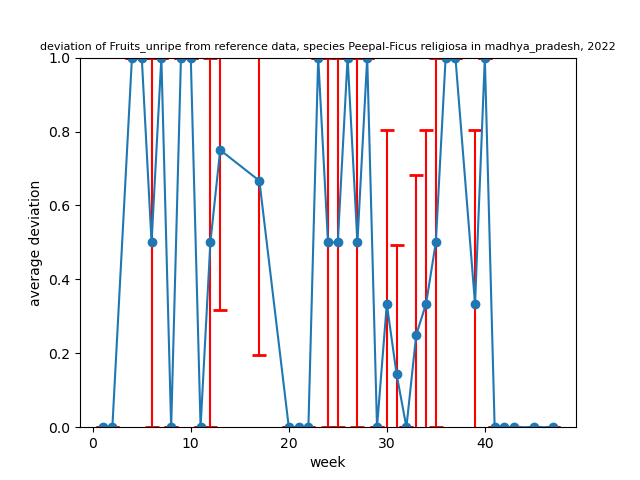 deviation of Fruits_unripe from reference data, species Peepal-Ficus religiosa in madhya_pradesh, 2022
1.0
0.8
0.6
0.4
0.2
0.0
average deviation
0 10 20 30 40
week